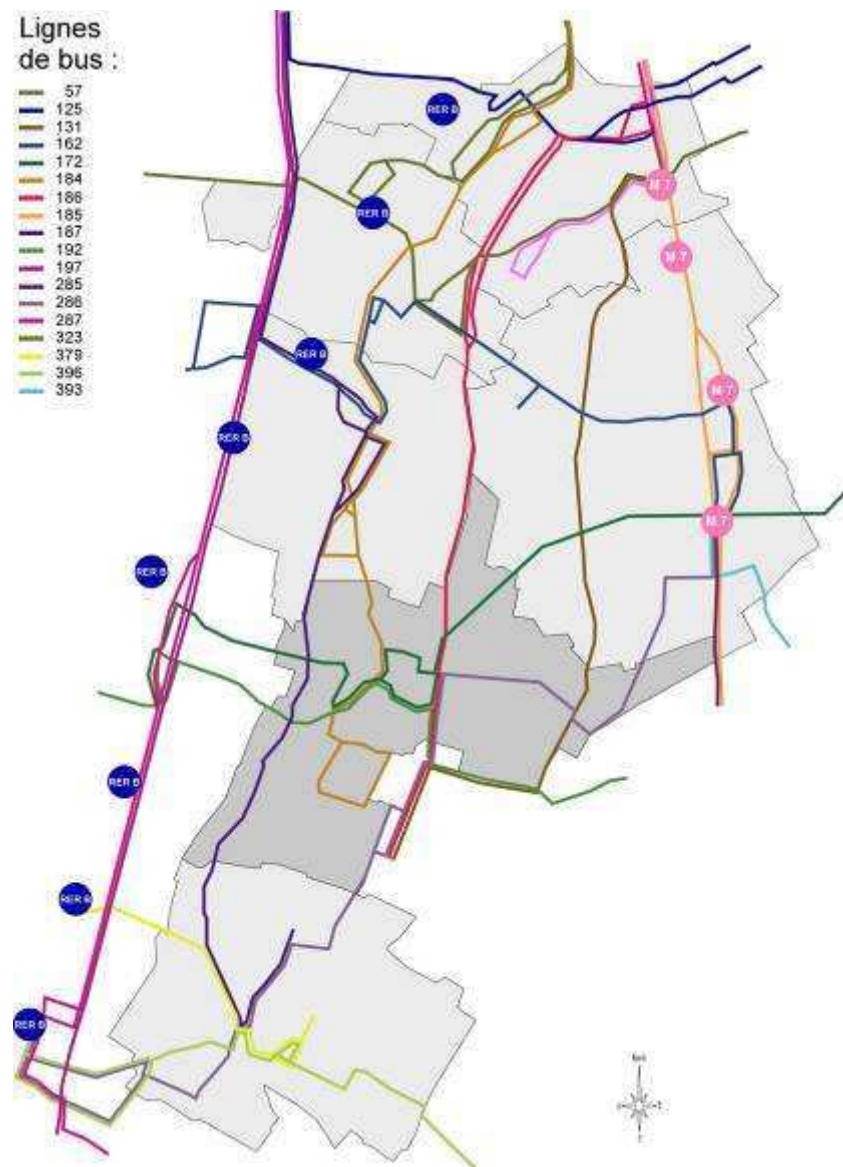 Lignes
de bus :
57
125
131
162
172
184
186
185
187
192
197
285
286
287
323
379
396
393
RER B
RER B
RER B
RER B
RER B
RER B
RER B
RER B
M 7
M 7
M 7
M 7